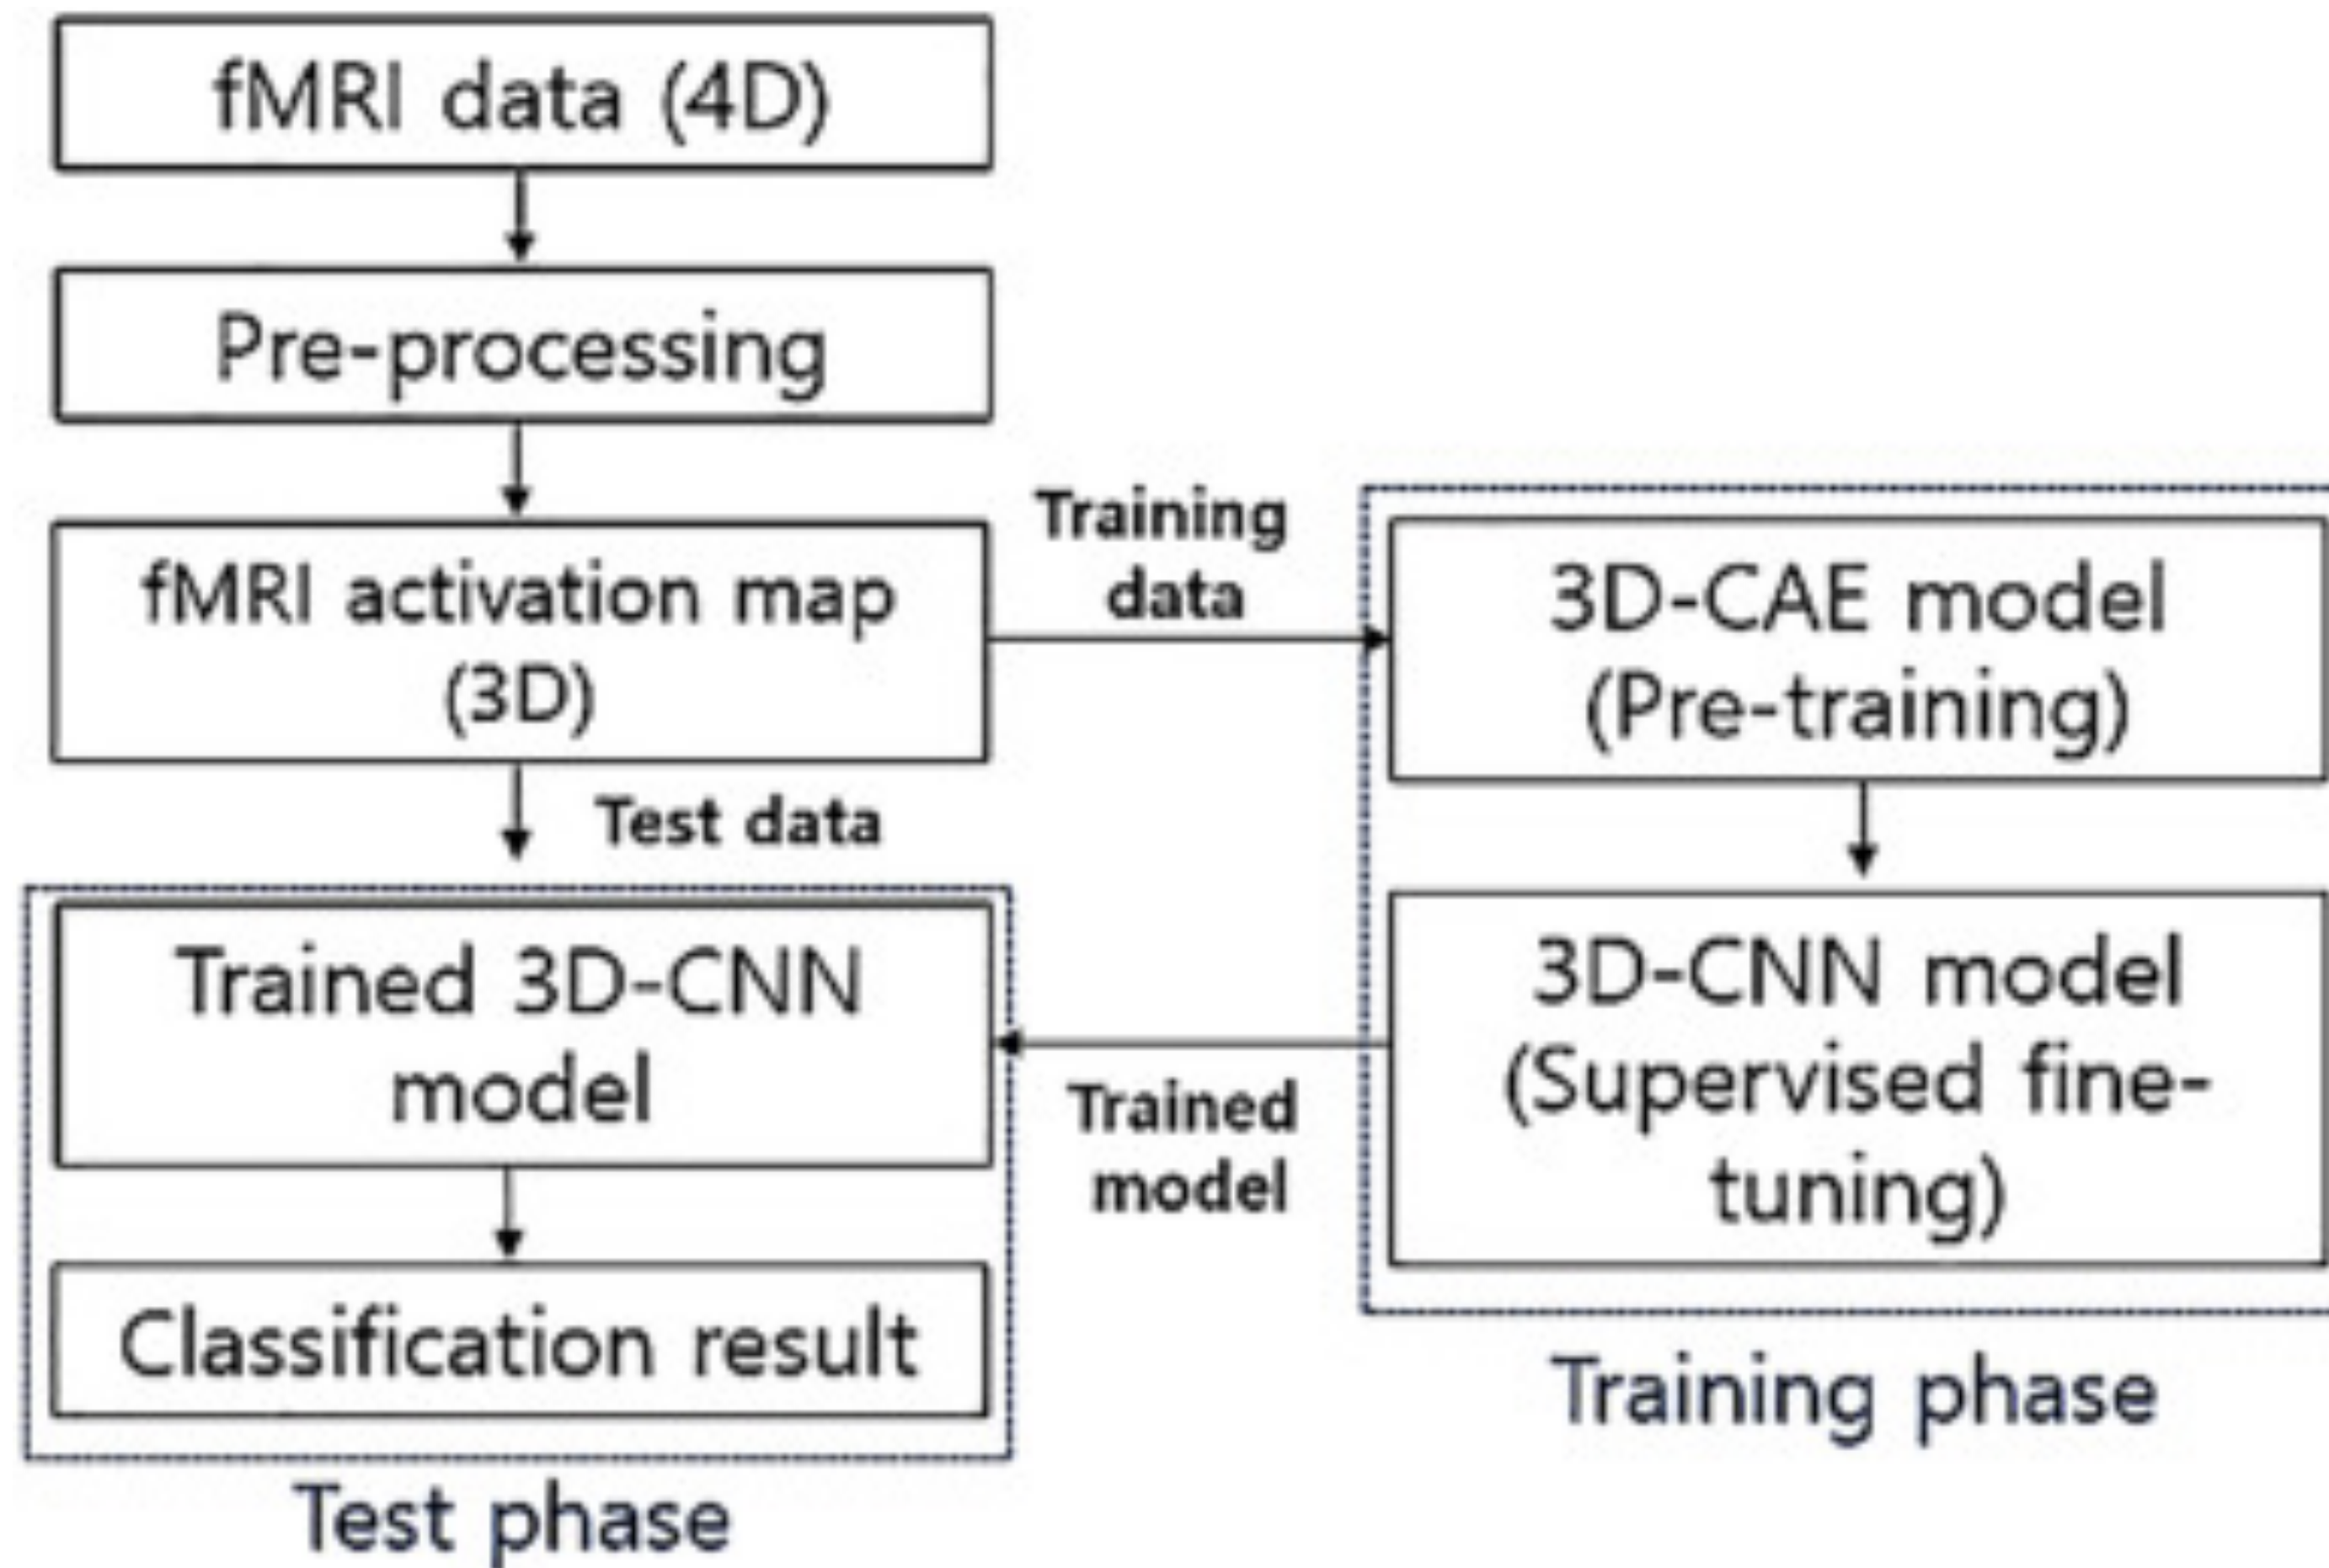 fMRI data (4D)
Pre-processing
fMRI activation map
(3D)
Training
data
3D-CAE model
(Pre-training)
Test data
Trained 3D-CNN
model
Trained
model
3D-CNN model
(Supervised fine-
tuning)
Classification result
Training phase
Test phase